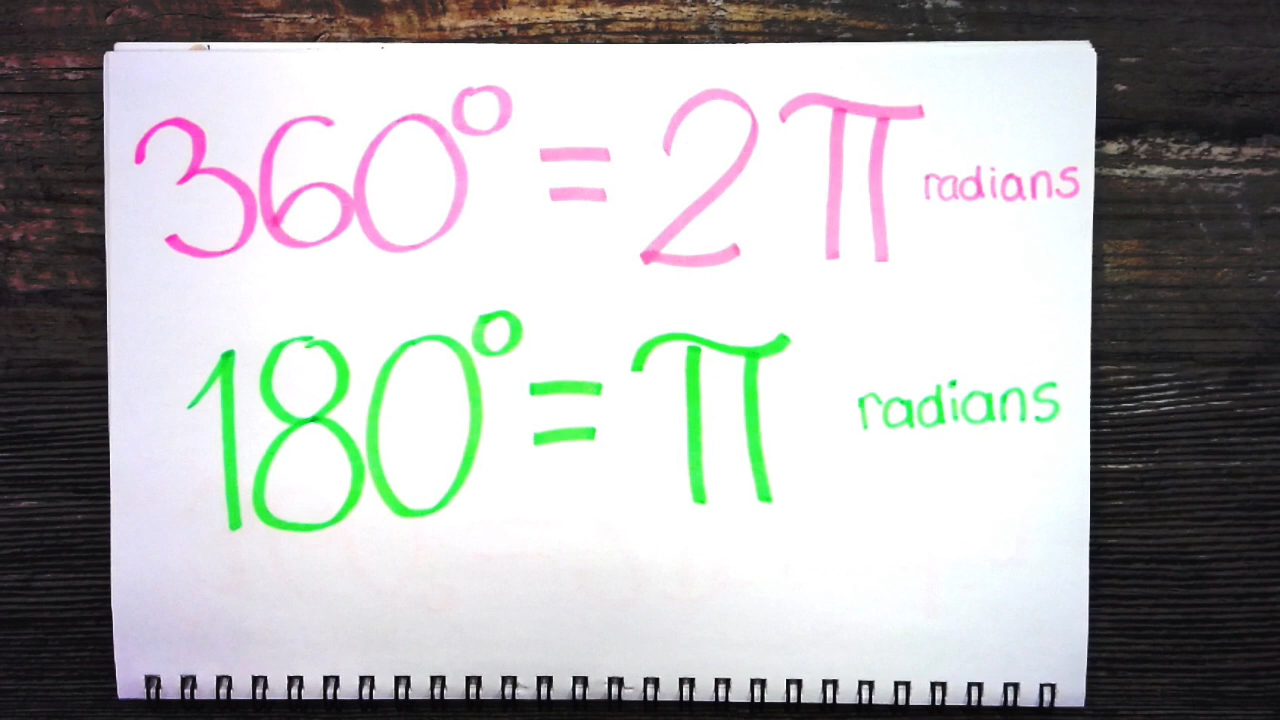 360° = 2π radians
180° = π radians